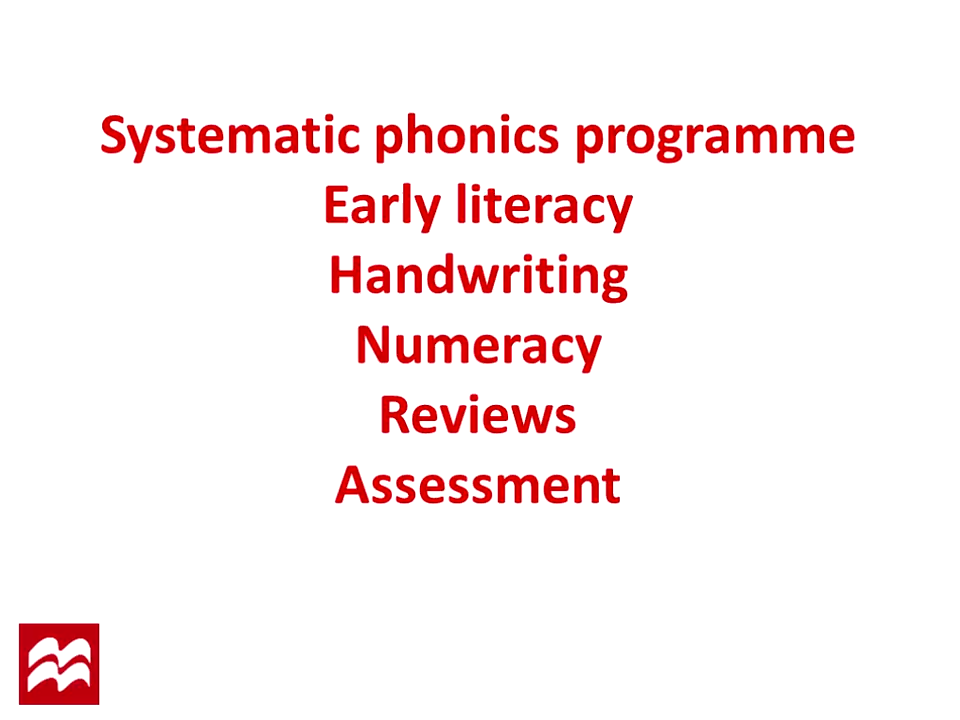 Systematic phonics programme
Early literacy
Handwriting
Numeracy
Reviews
Assessment